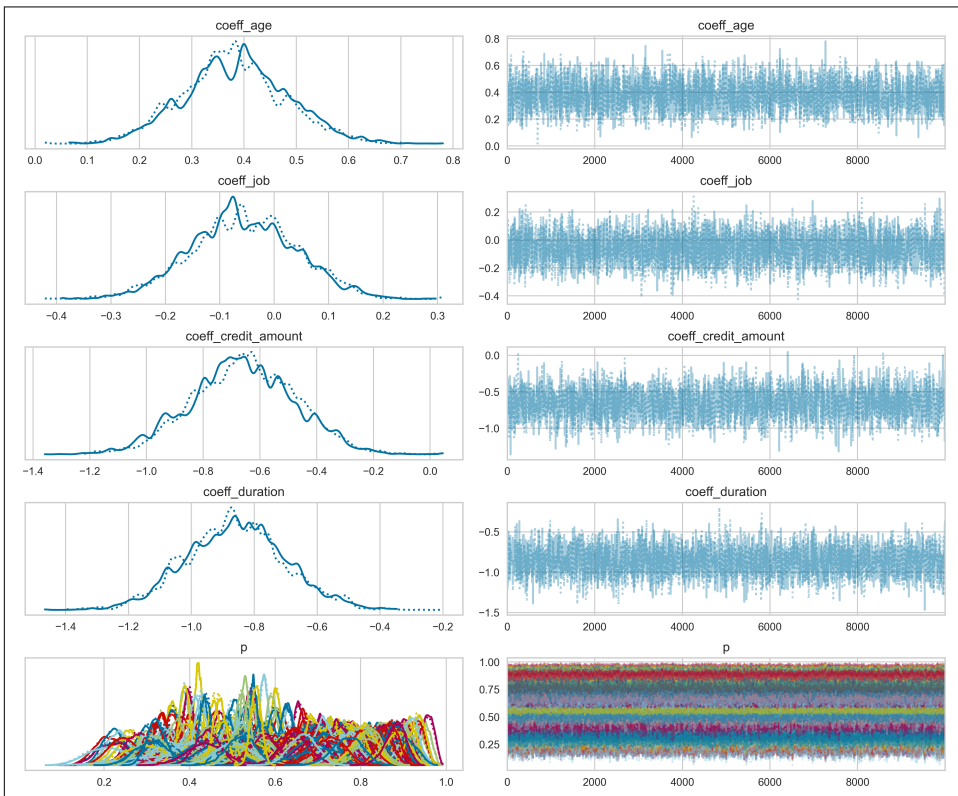 coeff_age
0.0 0.1 0.2 0.3 0.4 0.5 0.6 0.7 0.8
coeff_age
0.8
0.6
0.4
0.2
0.0
0 2000 4000 6000 8000
coeff_job
−0.4 −0.3 −0.2 −0.1 0.0 0.1 0.2 0.3
coeff_job
0.2
0.0
−0.2
−0.4
0 2000 4000 6000 8000
coeff_credit_amount
−1.4 −1.2 −1.0 −0.8 −0.6 −0.4 −0.2 0.0
coeff_credit_amount
0.0
−0.5
−1.0
0 2000 4000 6000 8000
coeff_duration
−1.4 −1.2 −1.0 −0.8 −0.6 −0.4 −0.2
coeff_duration
−0.5
−1.0
−1.5
0 2000 4000 6000 8000
p
0.2 0.4 0.6 0.8 1.0
p
1.00
0.75
0.50
0.25
0 2000 4000 6000 8000